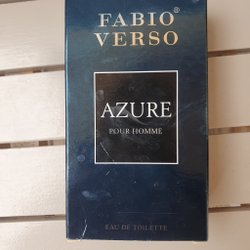 FABIO®
VERSO
AZURE
POUR HOMME
EAU DE TOILETTE